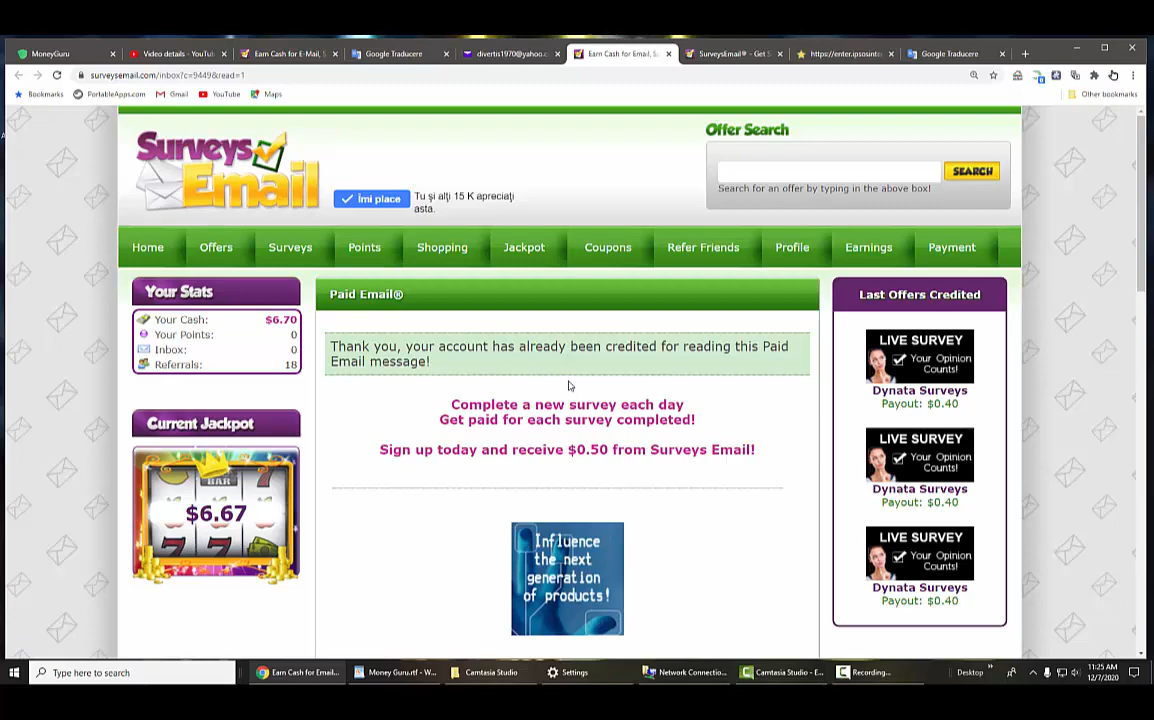 MoneyGuru
Video details - YouTu
Earn Cash for E-Mail, S
Google Traducere
divertis1970@yahoo.c
Earn Cash for Email, Su
SurveysEmail® - Get S
https://enter.ipsosinte
Google Traducere
surveysemail.com/inbox?c=9449&read=1
Bookmarks
PortableApps.com
Gmail
YouTube
Maps
Other bookmarks
Surveys
Email
Îmi place
Tu și alți 15 K apreciați
asta.
Offer Search
SEARCH
Search for an offer by typing in the above box!
Home
Offers
Surveys
Points
Shopping
Jackpot
Coupons
Refer Friends
Profile
Earnings
Payment
Your Stats
Your Cash: $6.70
Your Points: 0
Inbox: 0
Referrals: 18
Current Jackpot
BAR
$6.67
Paid Email®
Thank you, your account has already been credited for reading this Paid
Email message!
Complete a new survey each day
Get paid for each survey completed!
Sign up today and receive $0.50 from Surveys Email!
Influence
the next
generation
of products!
Last Offers Credited
LIVE SURVEY
Your Opinion
Counts!
Dynata Surveys
Payout: $0.40
LIVE SURVEY
Your Opinion
Counts!
Dynata Surveys
Payout: $0.40
LIVE SURVEY
Your Opinion
Counts!
Dynata Surveys
Payout: $0.40
Type here to search
Earn Cash for Email...
Money Guru.rtf - W...
Camtasia Studio
Settings
Network Connectio...
Camtasia Studio - E...
Recording...
Desktop
11:25 AM
12/7/2020